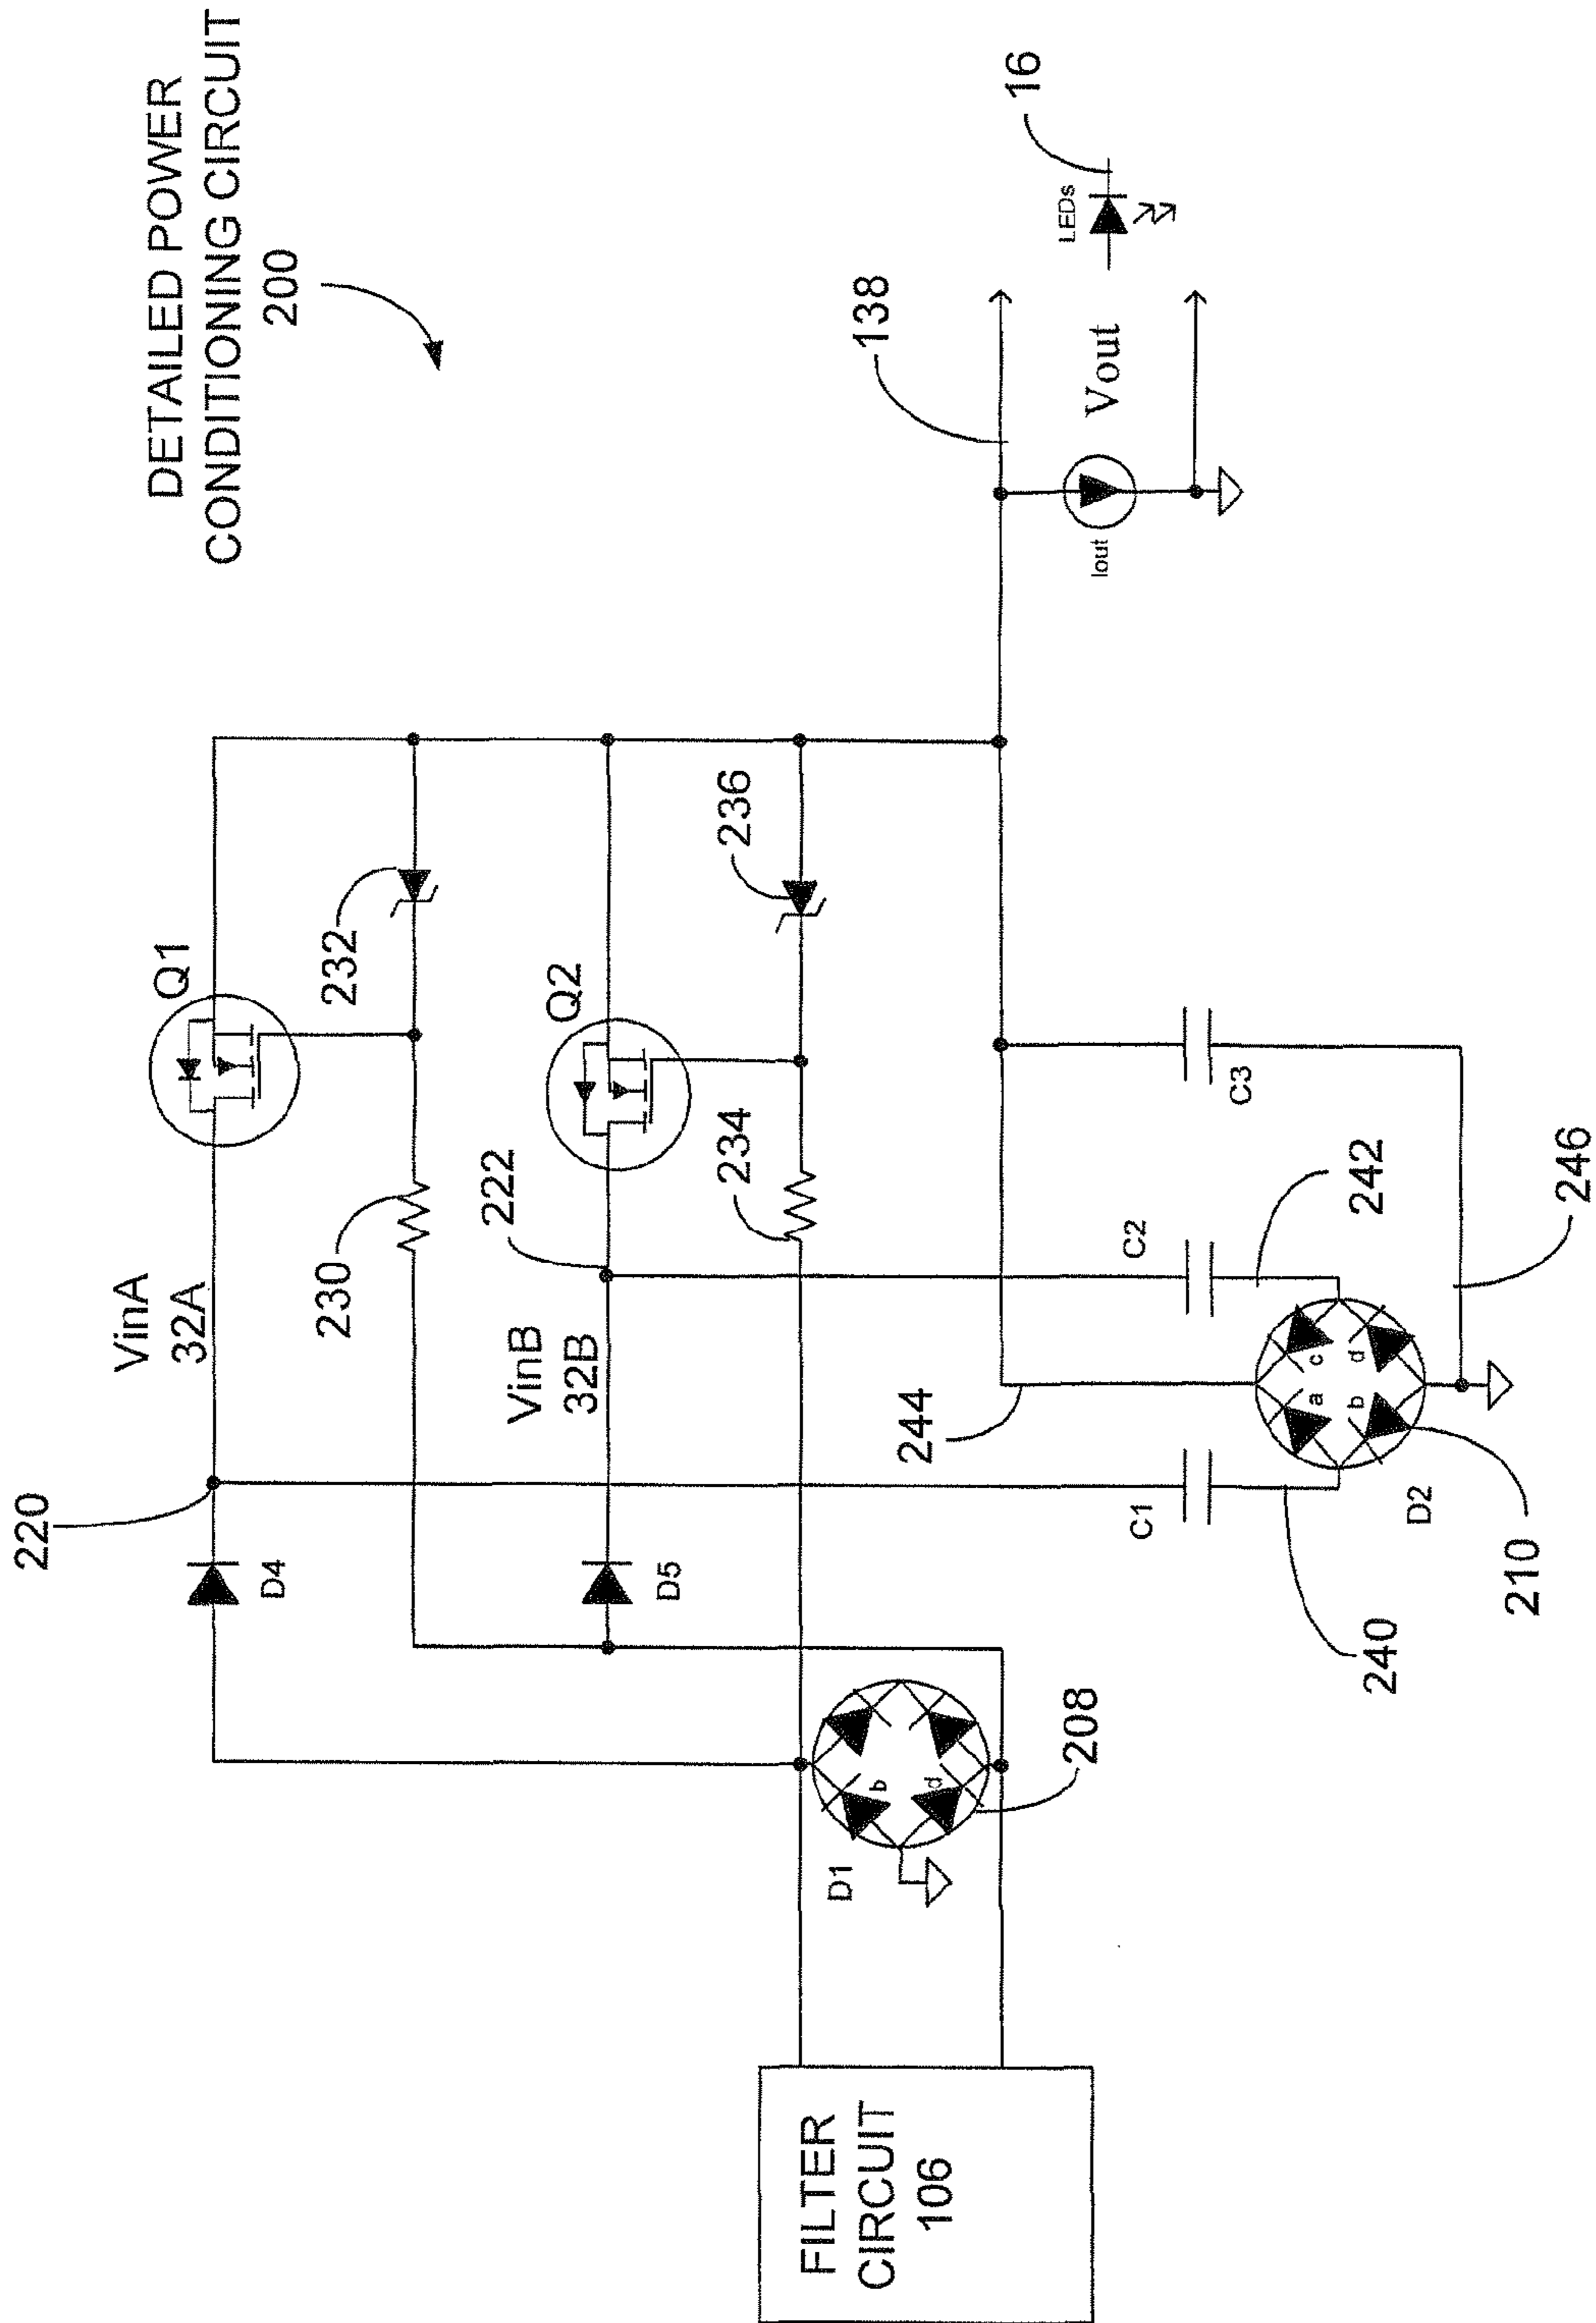 DETAILED POWER
CONDITIONING CIRCUIT
200
220
VinA
32A
Q1
D4
230
232
VinB
32B
222
Q2
D5
234
236
FILTER
CIRCUIT
106
D1
b
d
208
244
138
16
LEDs
Vout
Iout
C1
C2
C3
240
242
246
a
c
b
d
D2
210